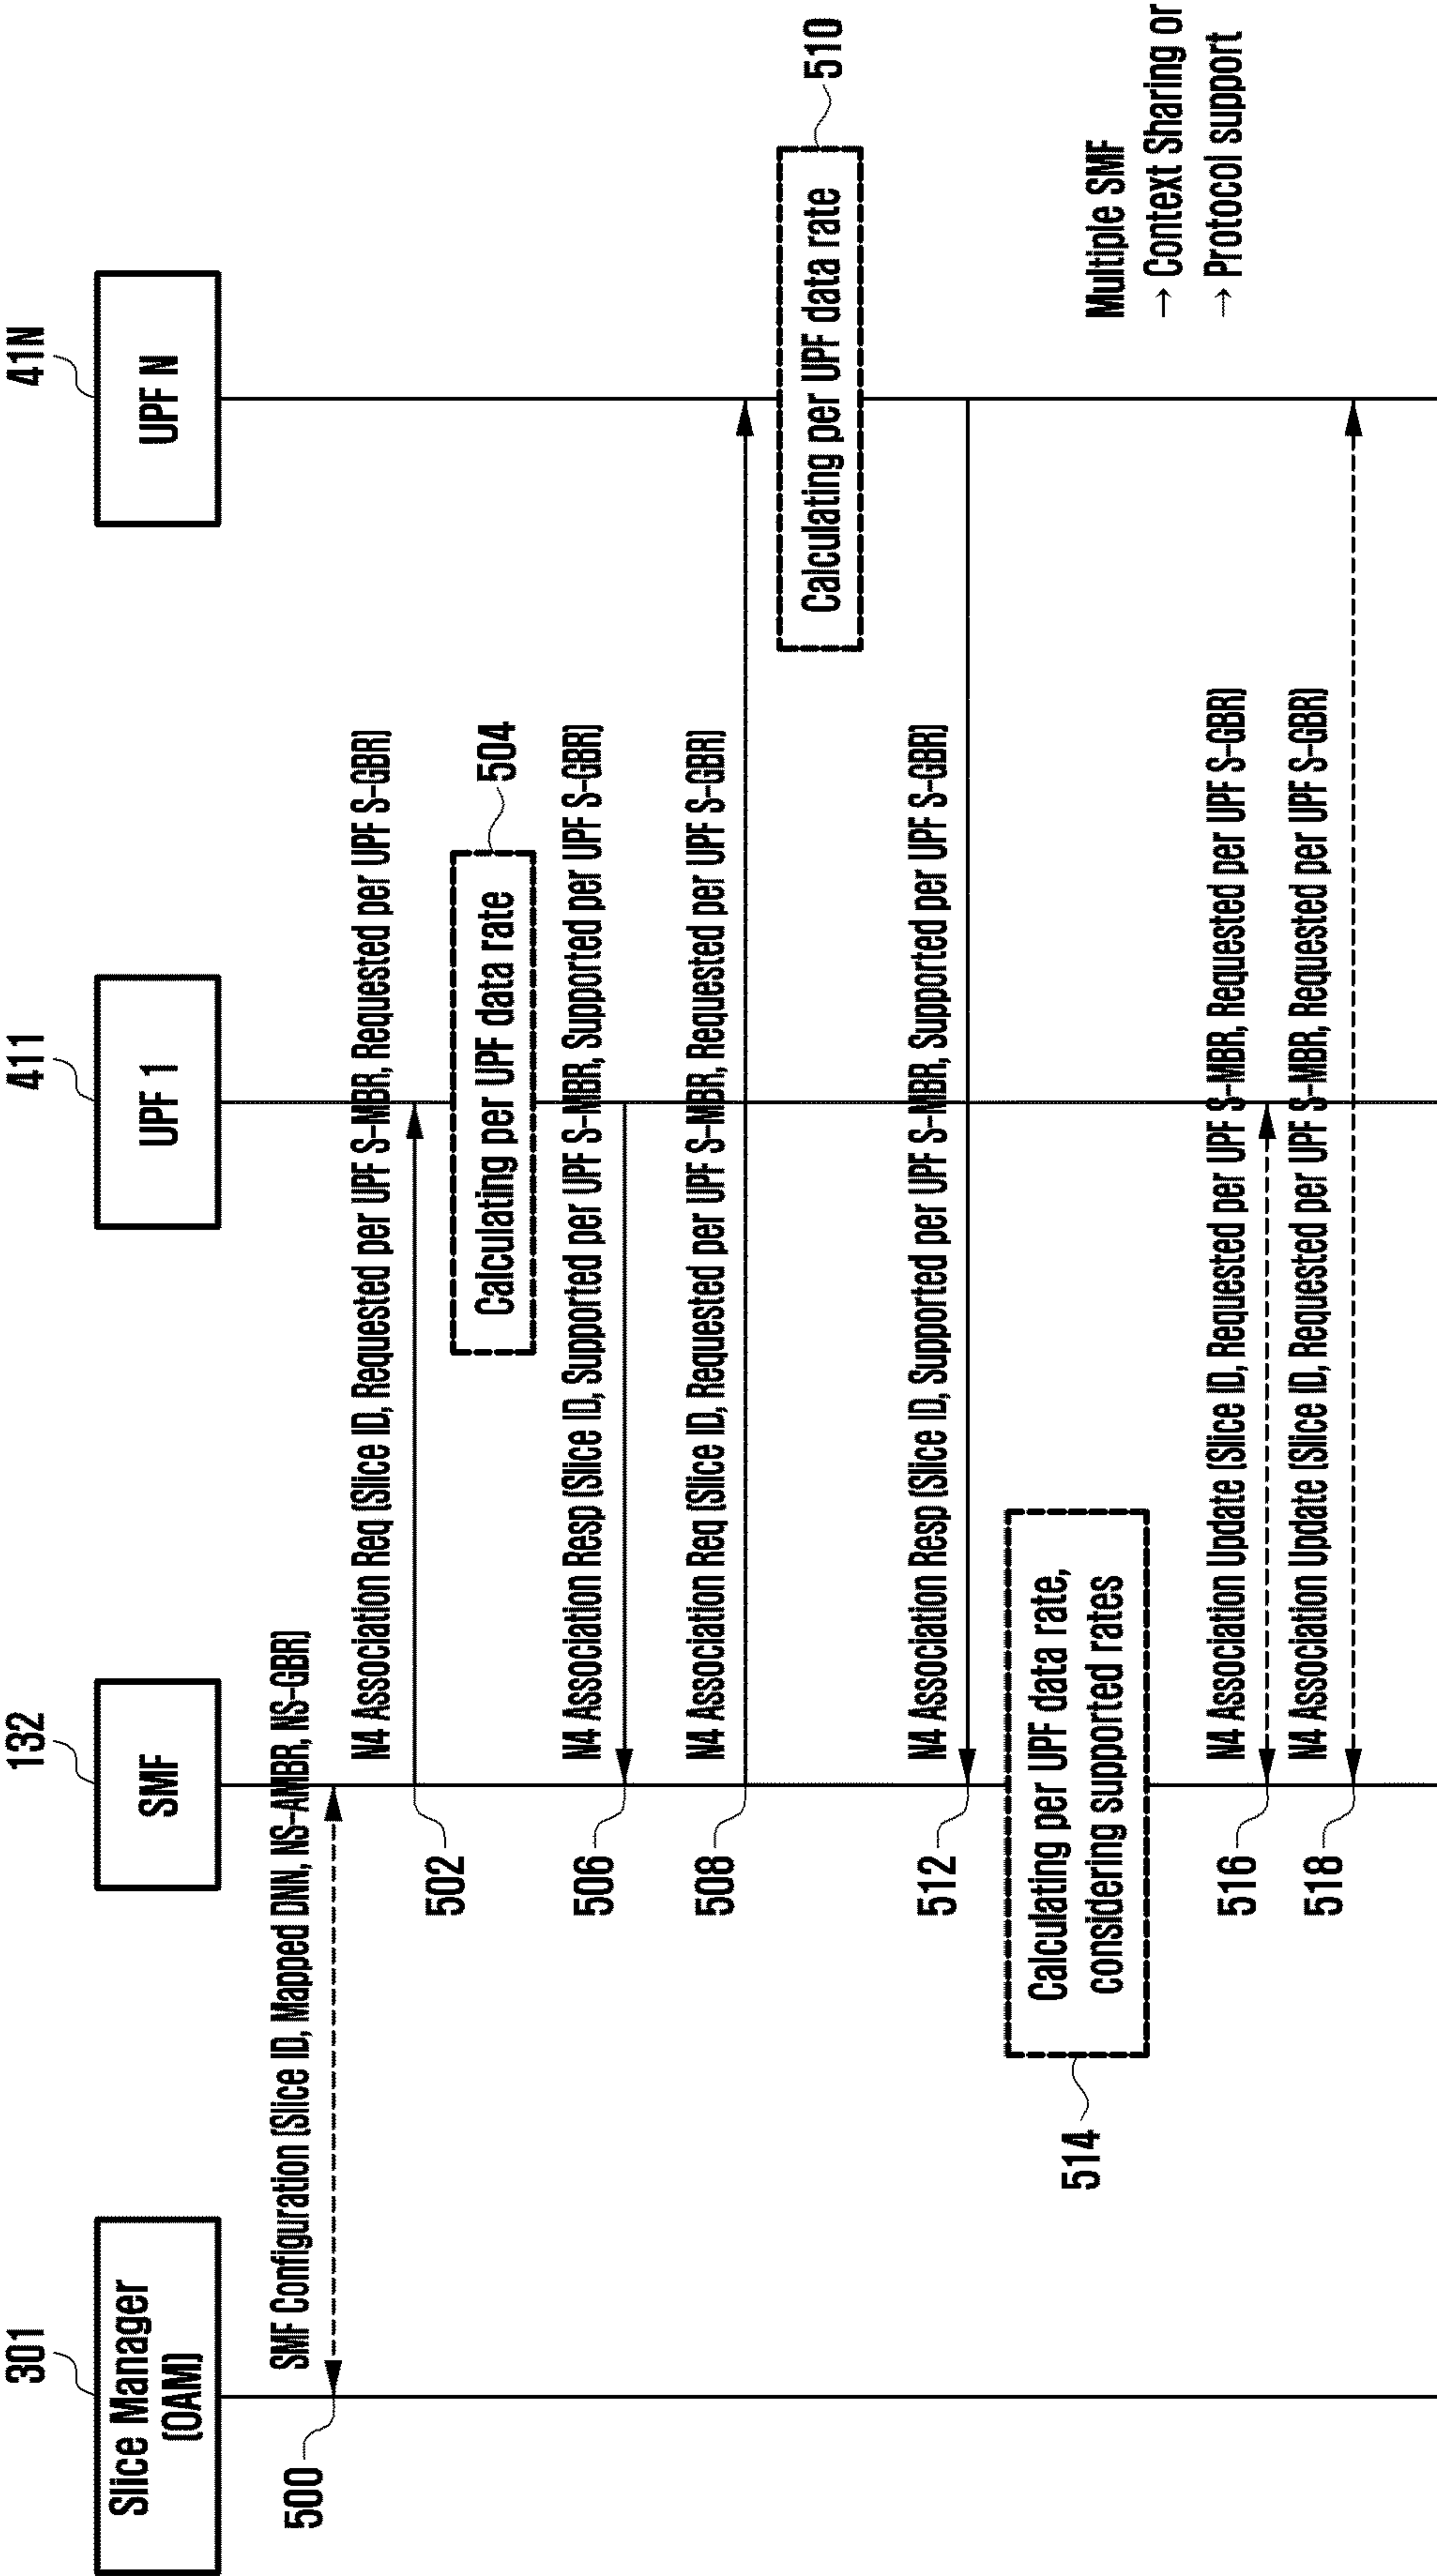 301
132
411
41N
Slice Manager
(OAM)
SMF
UPF 1
UPF N
SMF Configuration (Slice ID, Mapped DNN, NS-AMBR, NS-GBR)
500
N4 Association Req (Slice ID, Requested per UPF S-MBR, Requested per UPF S-GBR)
502
Calculating per UPF data rate
504
N4 Association Resp (Slice ID, Supported per UPF S-MBR, Supported per UPF S-GBR)
506
N4 Association Req (Slice ID, Requested per UPF S-MBR, Requested per UPF S-GBR)
508
Calculating per UPF data rate
510
N4 Association Resp (Slice ID, Supported per UPF S-MBR, Supported per UPF S-GBR)
512
Calculating per UPF data rate,
considering supported rates
514
Multiple SMF
→ Context Sharing or
→ Protocol support
N4 Association Update (Slice ID, Requested per UPF S-MBR, Requested per UPF S-GBR)
516
N4 Association Update (Slice ID, Requested per UPF S-MBR, Requested per UPF S-GBR)
518